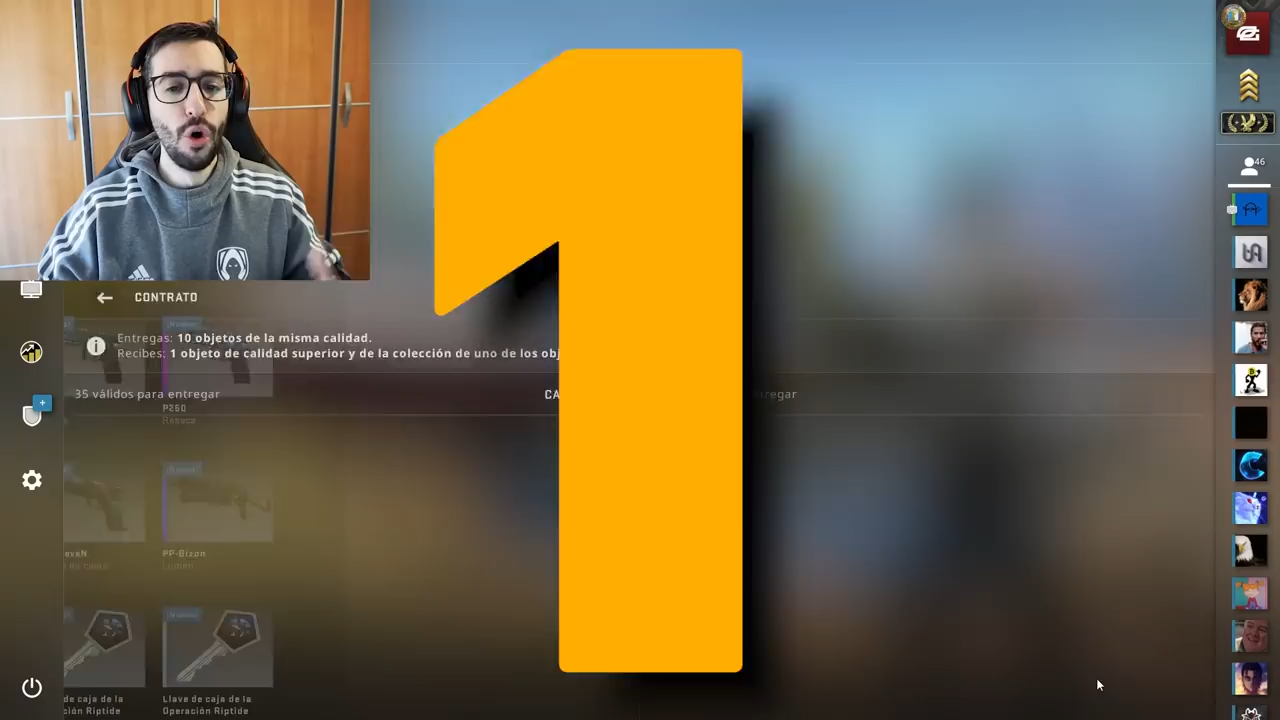 1
46
CONTRATO
Entregas: 10 objetos de la misma calidad.
Recibes: 1 objeto de calidad superior y de la colección de uno de los obj
35 válidos para entregar
CA
tregar
P250
Resaca
PP-Bizon
Lumen
de caja de la
Llave de caja de la
ción Riptide
Operación Riptide